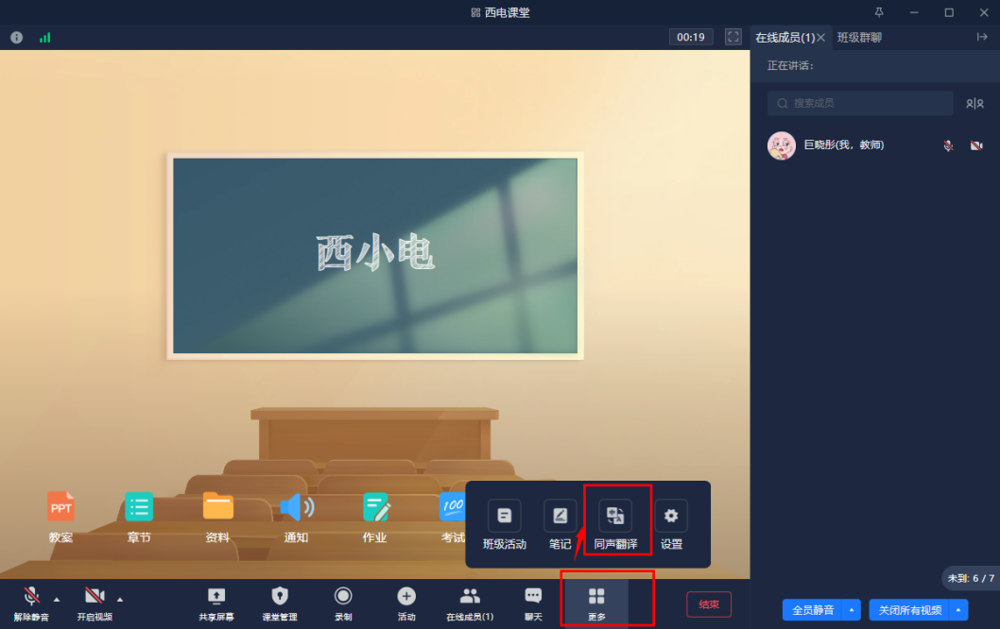 西电课堂
00:19
在线成员(1)
班级群聊
正在讲话:
搜索成员
巨晓彤(我，教师)
西小电
PPT
100
教案
章节
资料
通知
作业
考试
中
A
班级活动
笔记
同声翻译
设置
未到: 6 / 7
解除静音
开启视频
共享屏幕
课堂管理
录制
活动
在线成员(1)
聊天
更多
结束
全员静音
关闭所有视频